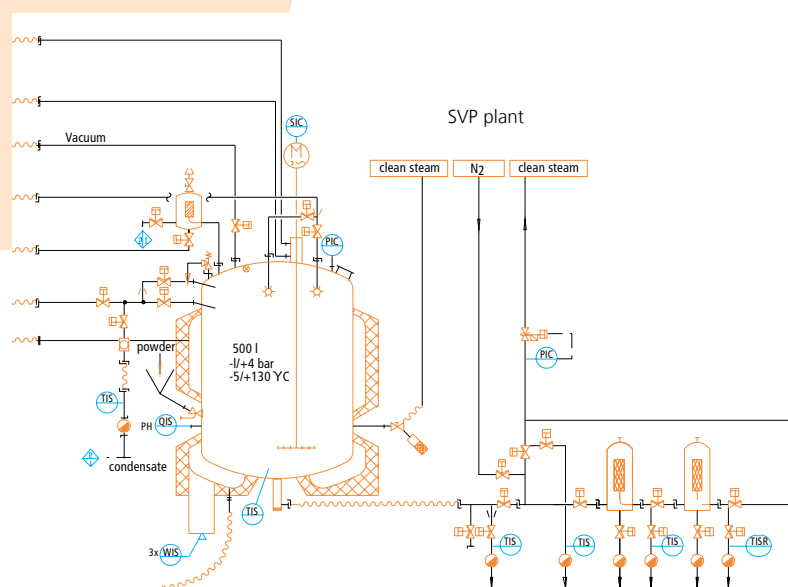 SVP plant
SIC
Vacuum
clean steam
N2
clean steam
PIC
PIC
500 l
-l/+4 bar
-5/+130 °YC
powder
TIS
PH
QIS
P
condensate
TIS
3x
WIS
TIS
TIS
TIS
TISR